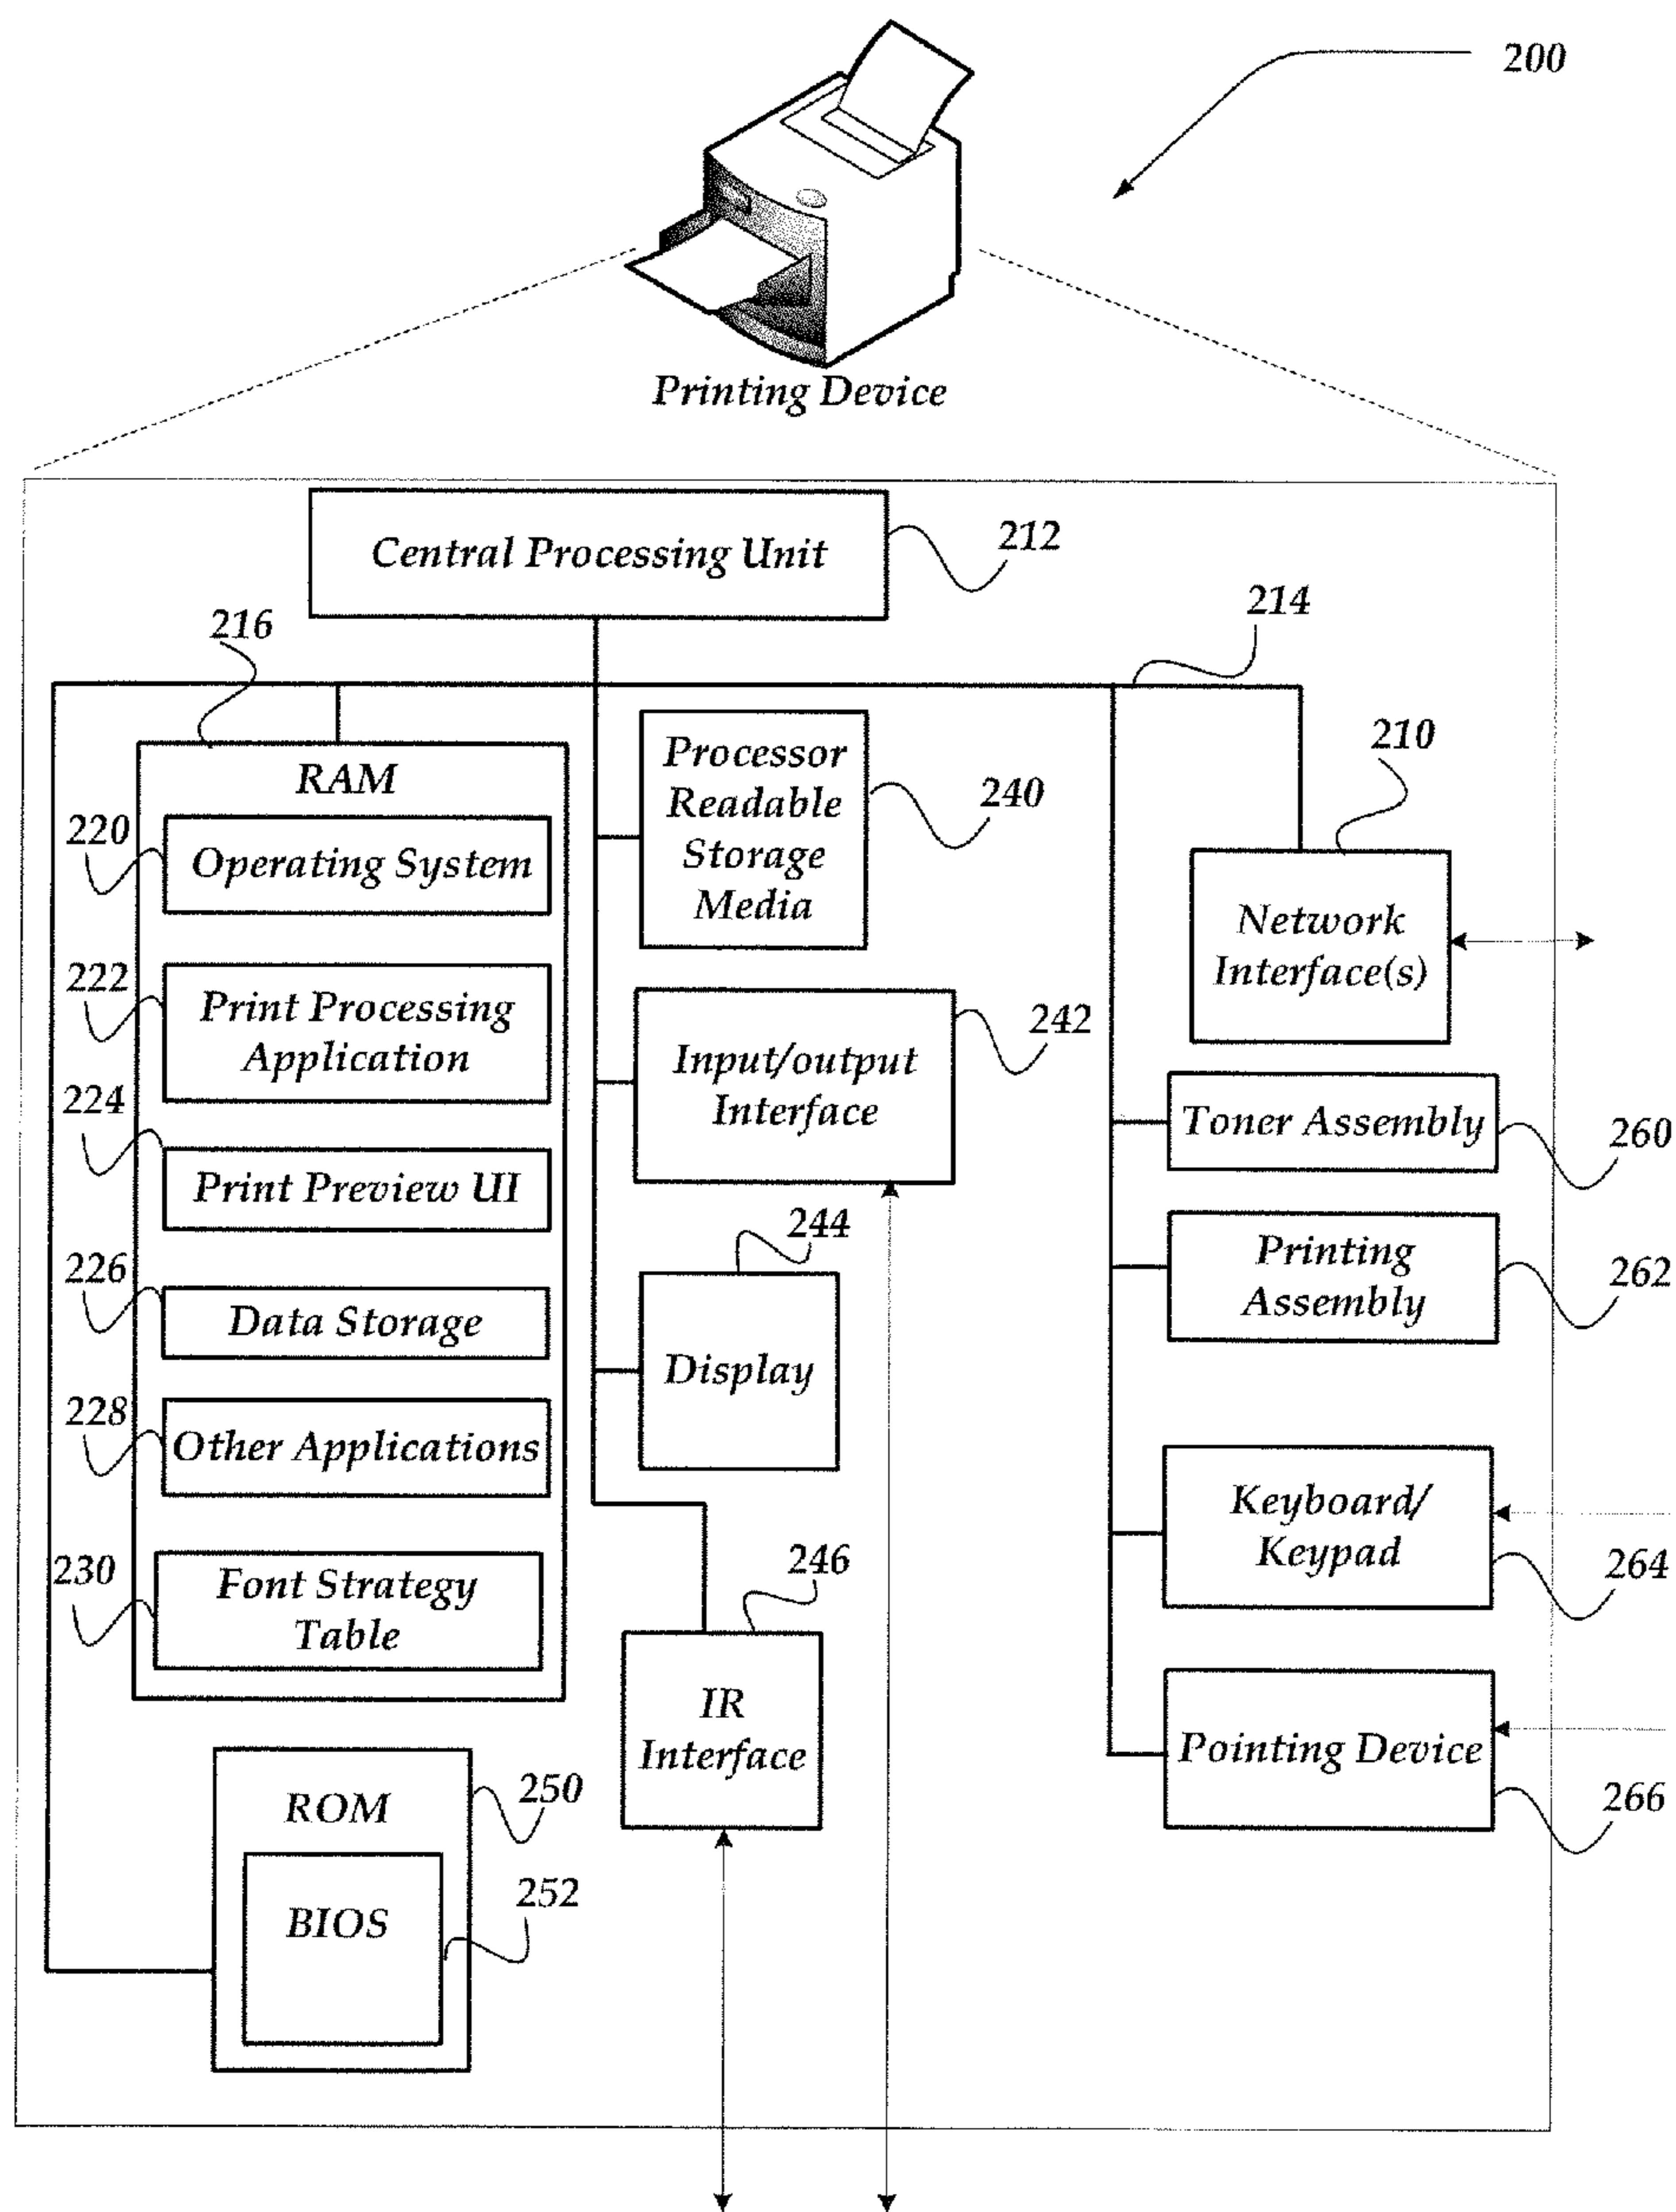 200
Printing Device
Central Processing Unit
212
216
214
RAM
220
Operating System
222
Print Processing
Application
224
Print Preview UI
226
Data Storage
228
Other Applications
230
Font Strategy
Table
Processor
Readable
Storage
Media
240
Input/output
Interface
242
244
Display
246
IR
Interface
210
Network
Interface(s)
Toner Assembly
260
Printing
Assembly
262
Keyboard/
Keypad
264
Pointing Device
266
ROM
250
BIOS
252